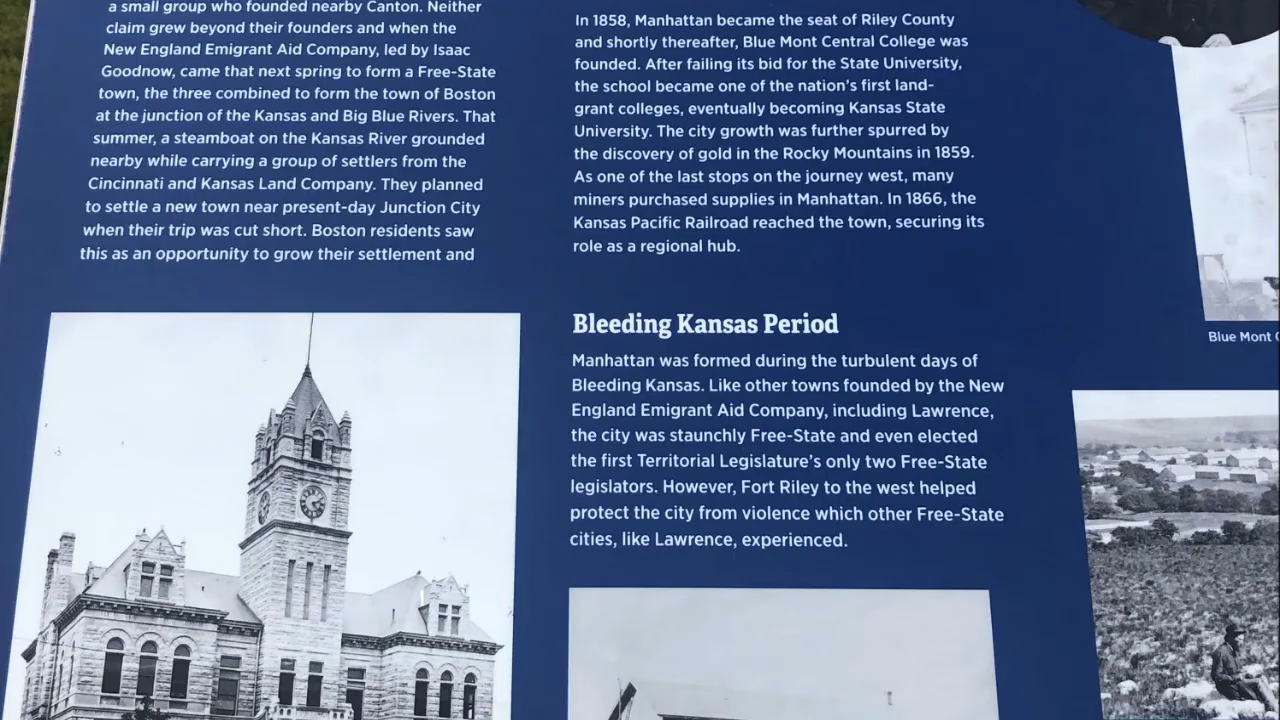 a small group who founded nearby Canton. Neither
claim grew beyond their founders and when the
New England Emigrant Aid Company, led by Isaac
Goodnow, came that next spring to form a Free-State
town, the three combined to form the town of Boston
at the junction of the Kansas and Big Blue Rivers. That
summer, a steamboat on the Kansas River grounded
nearby while carrying a group of settlers from the
Cincinnati and Kansas Land Company. They planned
to settle a new town near present-day Junction City
when their trip was cut short. Boston residents saw
this as an opportunity to grow their settlement and
In 1858, Manhattan became the seat of Riley County
and shortly thereafter, Blue Mont Central College was
founded. After failing its bid for the State University,
the school became one of the nation's first land-
grant colleges, eventually becoming Kansas State
University. The city growth was further spurred by
the discovery of gold in the Rocky Mountains in 1859.
As one of the last stops on the journey west, many
miners purchased supplies in Manhattan. In 1866, the
Kansas Pacific Railroad reached the town, securing its
role as a regional hub.
Bleeding Kansas Period
Manhattan was formed during the turbulent days of
Bleeding Kansas. Like other towns founded by the New
England Emigrant Aid Company, including Lawrence,
the city was staunchly Free-State and even elected
the first Territorial Legislature's only two Free-State
legislators. However, Fort Riley to the west helped
protect the city from violence which other Free-State
cities, like Lawrence, experienced.
Blue Mont